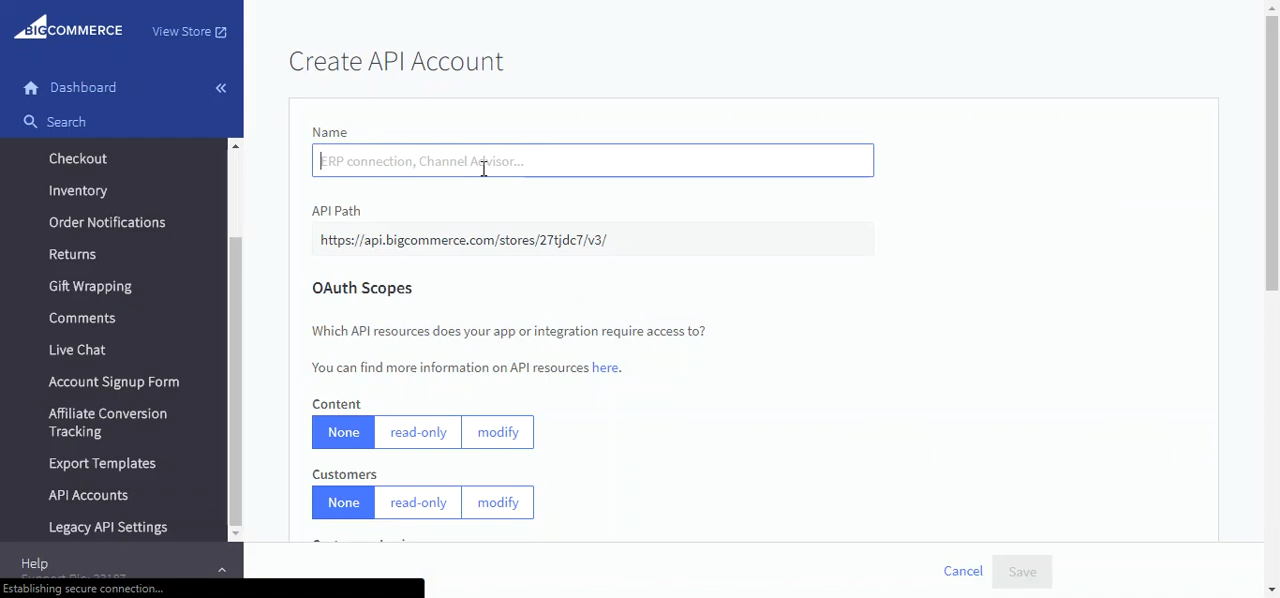 BIGCOMMERCE
View Store
Dashboard
Search
Checkout
Inventory
Order Notifications
Returns
Gift Wrapping
Comments
Live Chat
Account Signup Form
Affiliate Conversion
Tracking
Export Templates
API Accounts
Legacy API Settings
Help
Establishing secure connection...
Create API Account
Name
ERP connection, Channel Advisor...
API Path
https://api.bigcommerce.com/stores/27tjdc7/v3/
OAuth Scopes
Which API resources does your app or integration require access to?
You can find more information on API resources here.
Content
None read-only modify
Customers
None read-only modify
Cancel Save